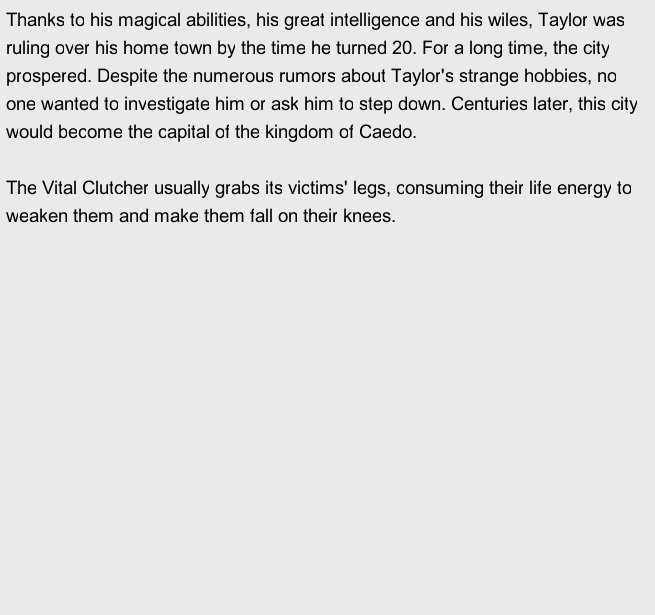 Thanks to his magical abilities, his great intelligence and his wiles, Taylor was
ruling over his home town by the time he turned 20. For a long time, the city
prospered. Despite the numerous rumors about Taylor's strange hobbies, no
one wanted to investigate him or ask him to step down. Centuries later, this city
would become the capital of the kingdom of Caedo.
The Vital Clutcher usually grabs its victims' legs, consuming their life energy to
weaken them and make them fall on their knees.